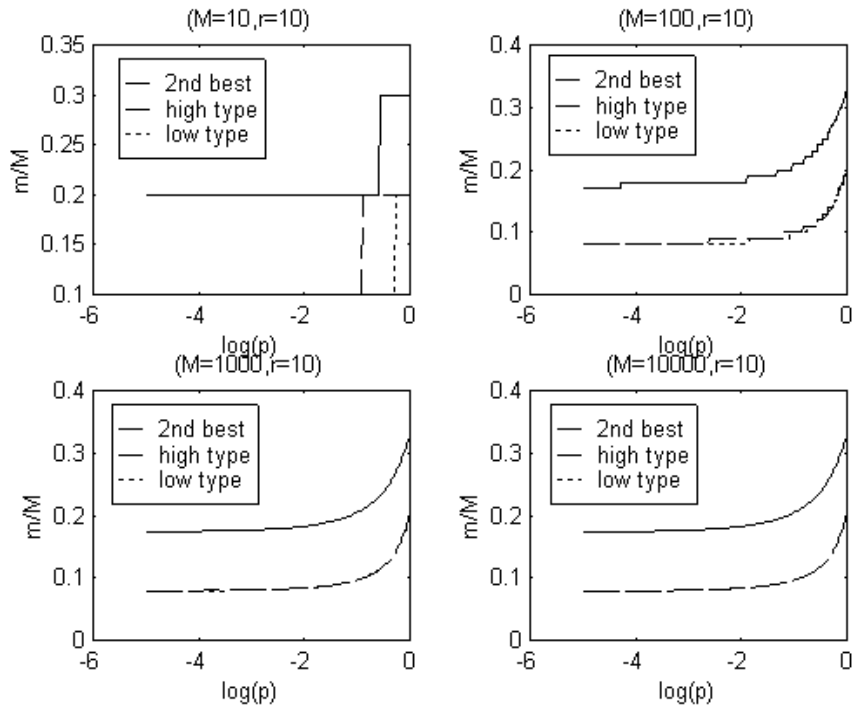 (M=10,r=10)
0.35
0.3
0.25
0.2
0.15
0.1
m/M
2nd best
high type
low type
-6
-4
-2
0
log(p)
(M=100,r=10)
0.4
0.3
0.2
0.1
0
m/M
2nd best
high type
low type
-6
-4
-2
0
log(p)
(M=1000,r=10)
0.4
0.3
0.2
0.1
0
m/M
2nd best
high type
low type
-6
-4
-2
0
log(p)
(M=10000,r=10)
0.4
0.3
0.2
0.1
0
m/M
2nd best
high type
low type
-6
-4
-2
0
log(p)